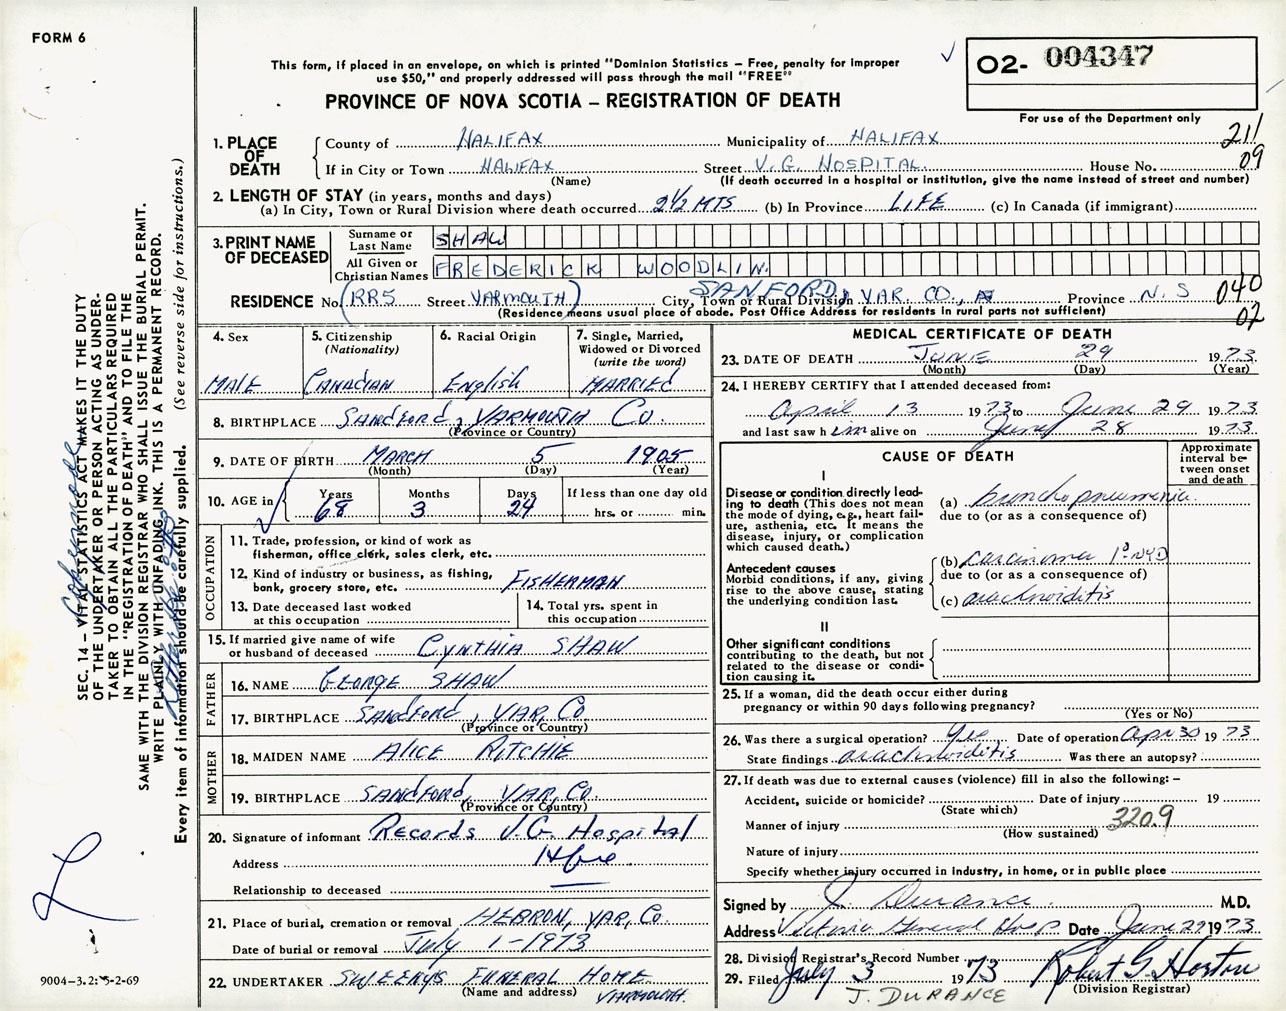 FORM 6
This form, if placed in an envelope, on which is printed "Dominion Statistics – Free, penalty for improper
use $50," and properly addressed will pass through the mail "FREE"
PROVINCE OF NOVA SCOTIA – REGISTRATION OF DEATH
02- 004347
For use of the Department only
211
09
1. PLACE OF DEATH
County of HALIFAX Municipality of HALIFAX
If in City or Town HALIFAX Street V.G. HOSPITAL House No.
(Name) (If death occurred in a hospital or institution, give the name instead of street and number)
2. LENGTH OF STAY (in years, months and days)
(a) In City, Town or Rural Division where death occurred 2½ MTS (b) In Province LIFE (c) In Canada (if immigrant)
3. PRINT NAME OF DECEASED
Surname or Last Name SHAW
All Given or Christian Names FREDERICK WOODLIN.
RESIDENCE No. (RR5 Street YARMOUTH) City, Town or Rural Division SANFORD, YAR. CO., Province N.S 040
(Residence means usual place of abode. Post Office Address for residents in rural parts not sufficient) 02
4. Sex MALE
5. Citizenship (Nationality) CANADIAN
6. Racial Origin English
7. Single, Married, Widowed or Divorced (write the word) MARRIED
8. BIRTHPLACE SANDFORD, YARMOUTH CO.
(Province or Country)
9. DATE OF BIRTH MARCH 5 1905
(Month) (Day) (Year)
10. AGE in Years 68 Months 3 Days 24 If less than one day old hrs. or min.
OCCUPATION
11. Trade, profession, or kind of work as
fisherman, office clerk, sales clerk, etc.
12. Kind of industry or business, as fishing,
bank, grocery store, etc. FISHERMAN
13. Date deceased last worked
at this occupation
14. Total yrs. spent in
this occupation
15. If married give name of wife
or husband of deceased CYNTHIA SHAW
FATHER
16. NAME GEORGE SHAW
17. BIRTHPLACE SANDFORD, YAR, CO
(Province or Country)
MOTHER
18. MAIDEN NAME ALICE RITCHIE
19. BIRTHPLACE SANDFORD, YAR, CO.
(Province or Country)
20. Signature of informant Records V.G. Hospital
Address Hfx
Relationship to deceased
21. Place of burial, cremation or removal HEBRON, YAR, CO.
Date of burial or removal July 1-1973
22. UNDERTAKER SWEENYS FUNERAL HOME
(Name and address) YARMOUTH.
MEDICAL CERTIFICATE OF DEATH
23. DATE OF DEATH JUNE 29 1973
(Month) (Day) (Year)
24. I HEREBY CERTIFY that I attended deceased from:
April 13 1973 to June 29 1973
and last saw him alive on June 28 1973
CAUSE OF DEATH
Approximate interval between onset and death
I
Disease or condition directly leading to death (This does not mean the mode of dying, e.g., heart failure, asthenia, etc. It means the disease, injury, or complication which caused death.)
(a) bronchopneumonia
due to (or as a consequence of)
Antecedent causes
Morbid conditions, if any, giving rise to the above cause, stating the underlying condition last.
(b) carcinoma 1° NYD
due to (or as a consequence of)
(c) arachnoiditis
II
Other significant conditions
contributing to the death, but not related to the disease or condition causing it.
25. If a woman, did the death occur either during
pregnancy or within 90 days following pregnancy?
(Yes or No)
26. Was there a surgical operation? Yes Date of operation Apr 30 1973
State findings arachnoiditis Was there an autopsy?
27. If death was due to external causes (violence) fill in also the following: –
Accident, suicide or homicide? Date of injury 19
(State which)
Manner of injury 320.9
(How sustained)
Nature of injury
Specify whether injury occurred in industry, in home, or in public place
Signed by J. Durance M.D.
Address Victoria General Hosp Date June 29 1973
28. Division Registrar's Record Number
29. Filed July 3 1973 Robert G. Horton
(Division Registrar)
J. DURANCE
SEC. 14 – VITAL STATISTICS ACT MAKES IT THE DUTY
OF THE UNDERTAKER OR PERSON ACTING AS UNDER-
TAKER TO OBTAIN ALL THE PARTICULARS REQUIRED
IN THE "REGISTRATION OF DEATH" AND TO FILE THE
SAME WITH THE DIVISION REGISTRAR WHO SHALL ISSUE THE BURIAL PERMIT.
WRITE PLAINLY WITH UNFADING INK. THIS IS A PERMANENT RECORD.
Every item of information should be carefully supplied. (See reverse side for instructions.)
9004-3.2: 5-2-69